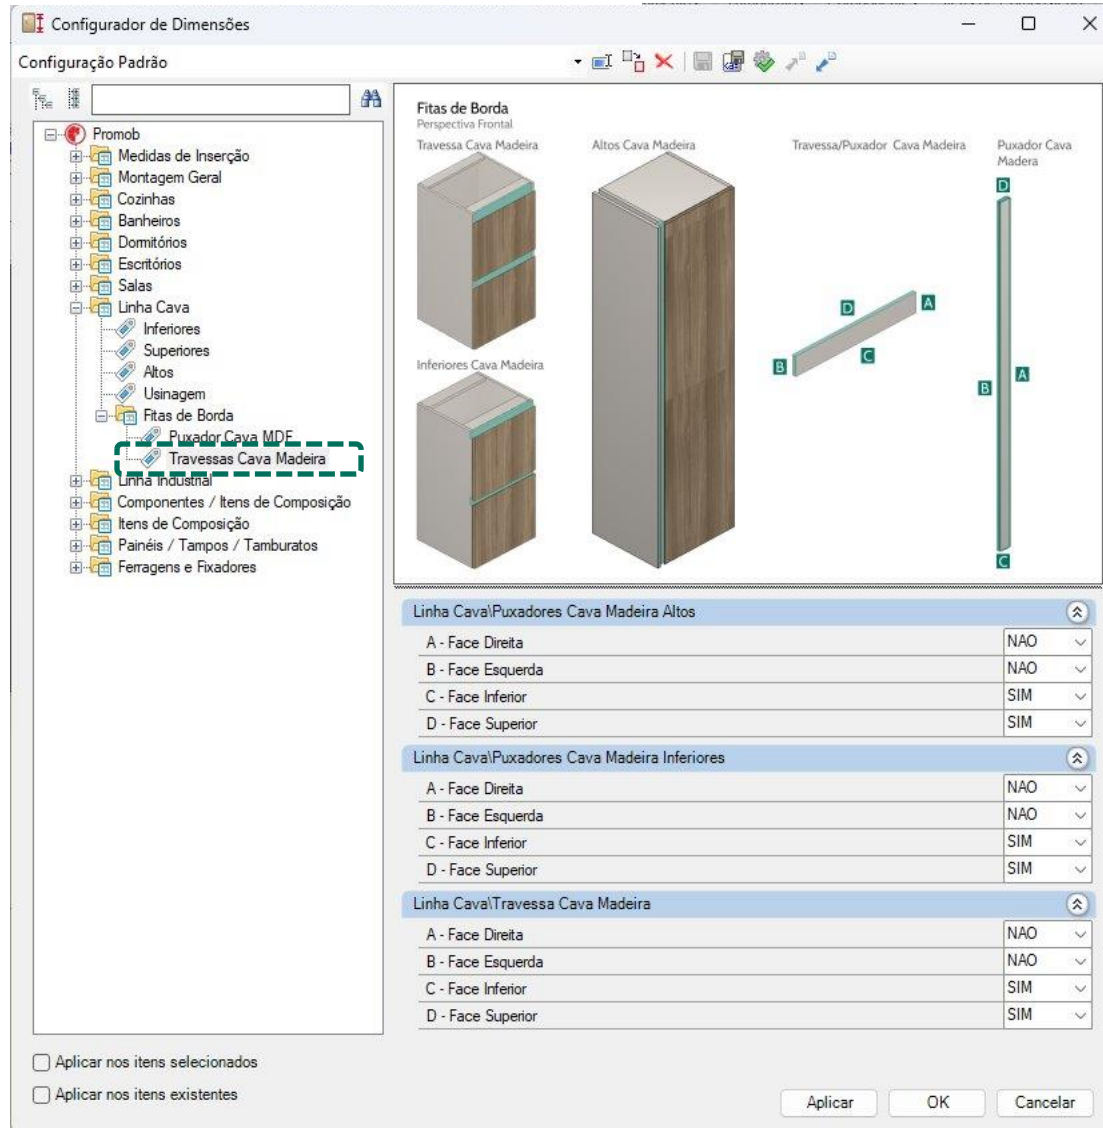 Configurador de Dimensões
Configuração Padrão
Promob
Medidas de Inserção
Montagem Geral
Cozinhas
Banheiros
Dormitórios
Escritórios
Salas
Linha Cava
Inferiores
Superiores
Altos
Usinagem
Fitas de Borda
Puxador Cava MDF
Travessas Cava Madeira
Linha Industrial
Componentes / Itens de Composição
Itens de Composição
Painéis / Tampos / Tamburatos
Ferragens e Fixadores
Aplicar nos itens selecionados
Aplicar nos itens existentes
Fitas de Borda
Perspectiva Frontal
Travessa Cava Madeira
Altos Cava Madeira
Travessa/Puxador Cava Madeira
Puxador Cava
Madera
Inferiores Cava Madeira
D
A
B
C
D
B
A
C
Linha Cava\Puxadores Cava Madeira Altos
A - Face Direita NAO
B - Face Esquerda NAO
C - Face Inferior SIM
D - Face Superior SIM
Linha Cava\Puxadores Cava Madeira Inferiores
A - Face Direita NAO
B - Face Esquerda NAO
C - Face Inferior SIM
D - Face Superior SIM
Linha Cava\Travessa Cava Madeira
A - Face Direita NAO
B - Face Esquerda NAO
C - Face Inferior SIM
D - Face Superior SIM
Aplicar
OK
Cancelar